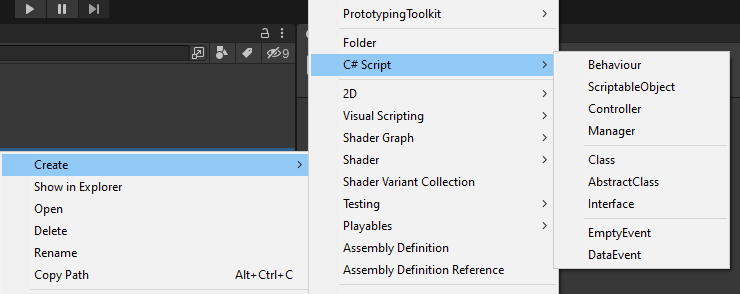 9
Create
Show in Explorer
Open
Delete
Rename
Copy Path Alt+Ctrl+C
PrototypingToolkit
Folder
C# Script
2D
Visual Scripting
Shader Graph
Shader
Shader Variant Collection
Testing
Playables
Assembly Definition
Assembly Definition Reference
Behaviour
ScriptableObject
Controller
Manager
Class
AbstractClass
Interface
EmptyEvent
DataEvent